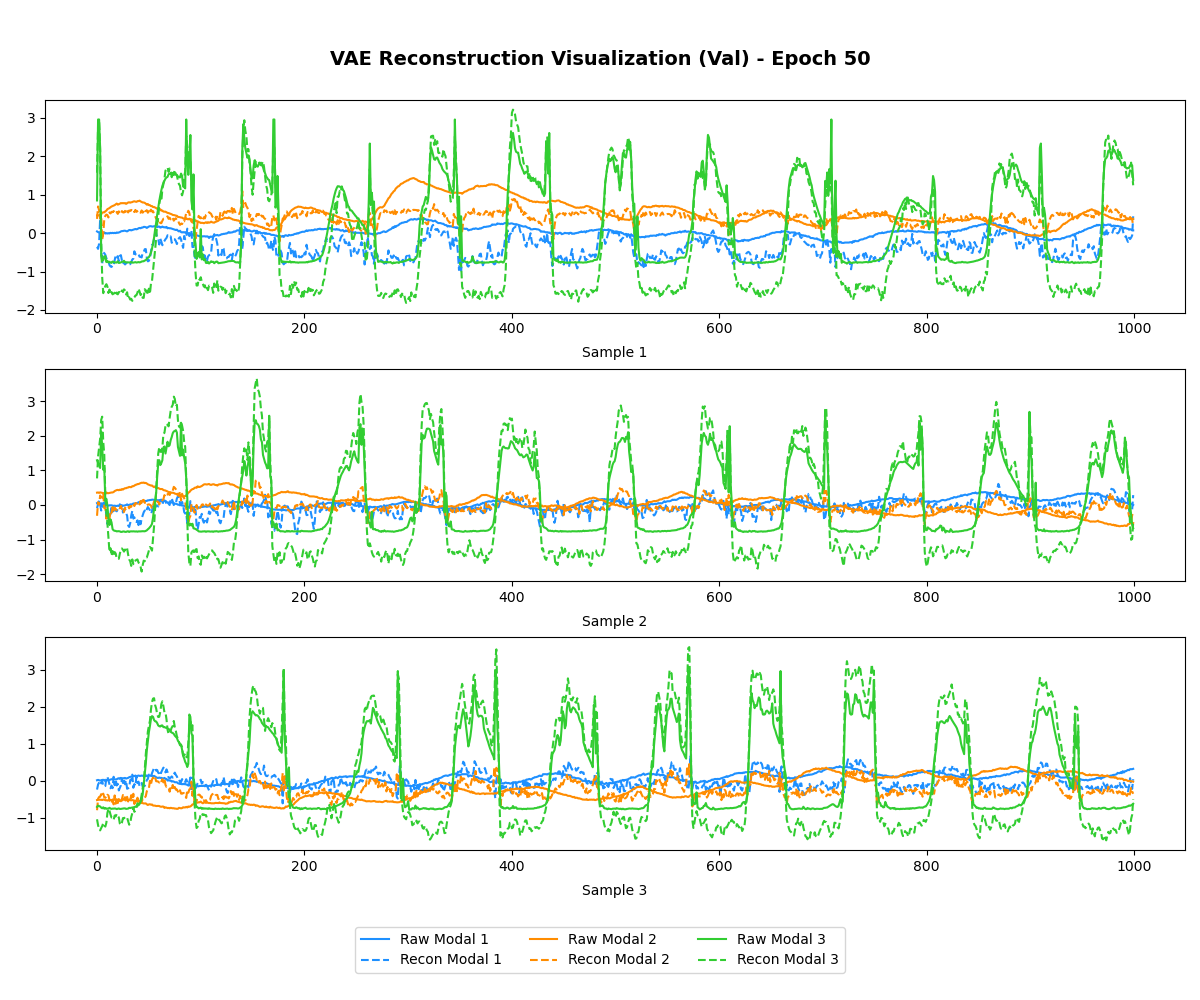 VAE Reconstruction Visualization (Val) - Epoch 50
3
2
1
0
−1
−2
0 200 400 600 800 1000
Sample 1
3
2
1
0
−1
−2
0 200 400 600 800 1000
Sample 2
3
2
1
0
−1
0 200 400 600 800 1000
Sample 3
Raw Modal 1 Raw Modal 2 Raw Modal 3
Recon Modal 1 Recon Modal 2 Recon Modal 3